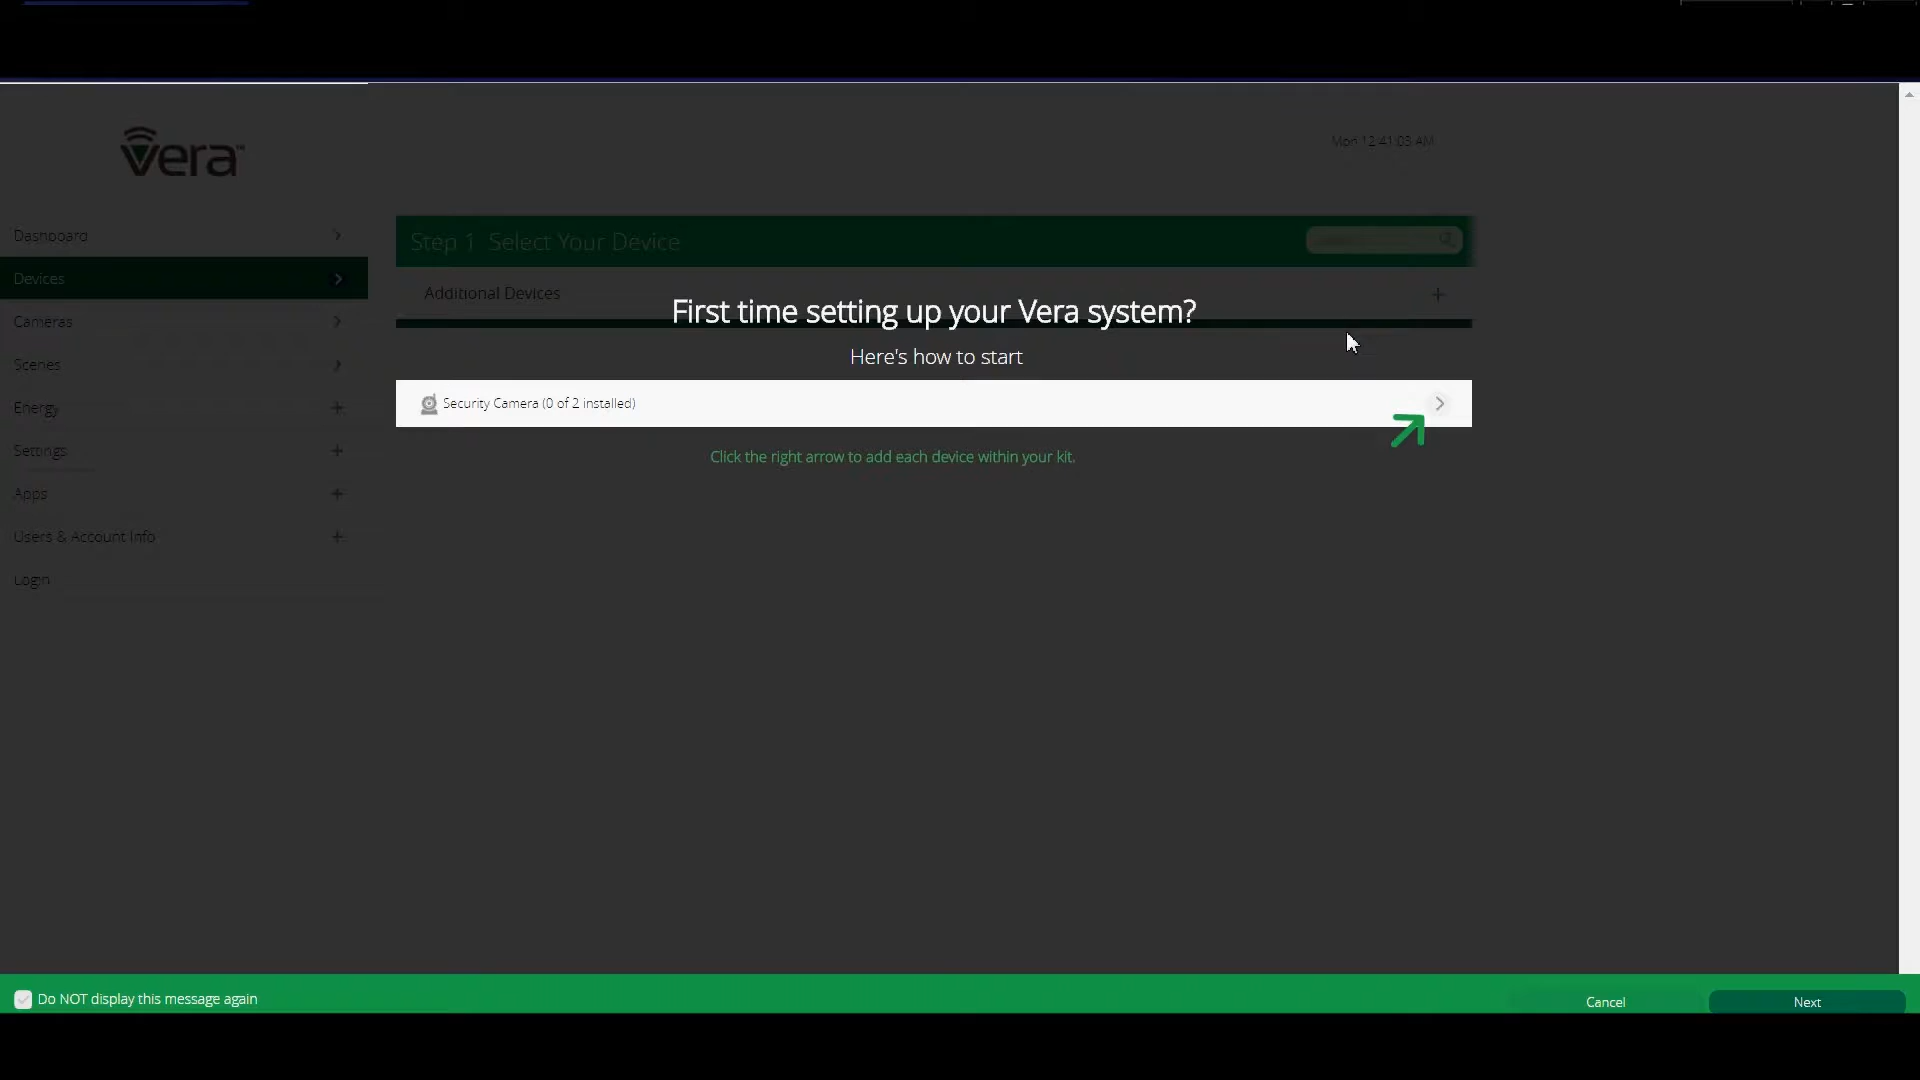 vera™
Mon 12:41:03 AM
Dashboard
Devices
Cameras
Scenes
Energy
Settings
Apps
Users & Account Info
Login
Step 1 Select Your Device
Additional Devices
First time setting up your Vera system?
Here's how to start
Security Camera (0 of 2 installed)
Click the right arrow to add each device within your kit.
Do NOT display this message again
Cancel
Next